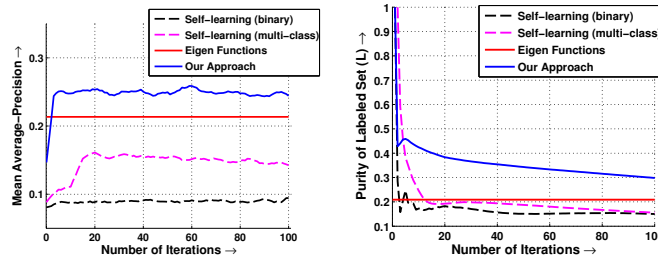 Self−learning (binary)
Self−learning (multi−class)
Eigen Functions
Our Approach
Mean Average−Precision →
0.3
0.2
0.1
0 20 40 60 80 100
Number of Iterations →
Self−learning (binary)
Self−learning (multi−class)
Eigen Functions
Our Approach
Purity of Labeled Set (L) →
1
0.9
0.8
0.7
0.6
0.5
0.4
0.3
0.2
0.1
0 20 40 60 80 100
Number of Iterations →